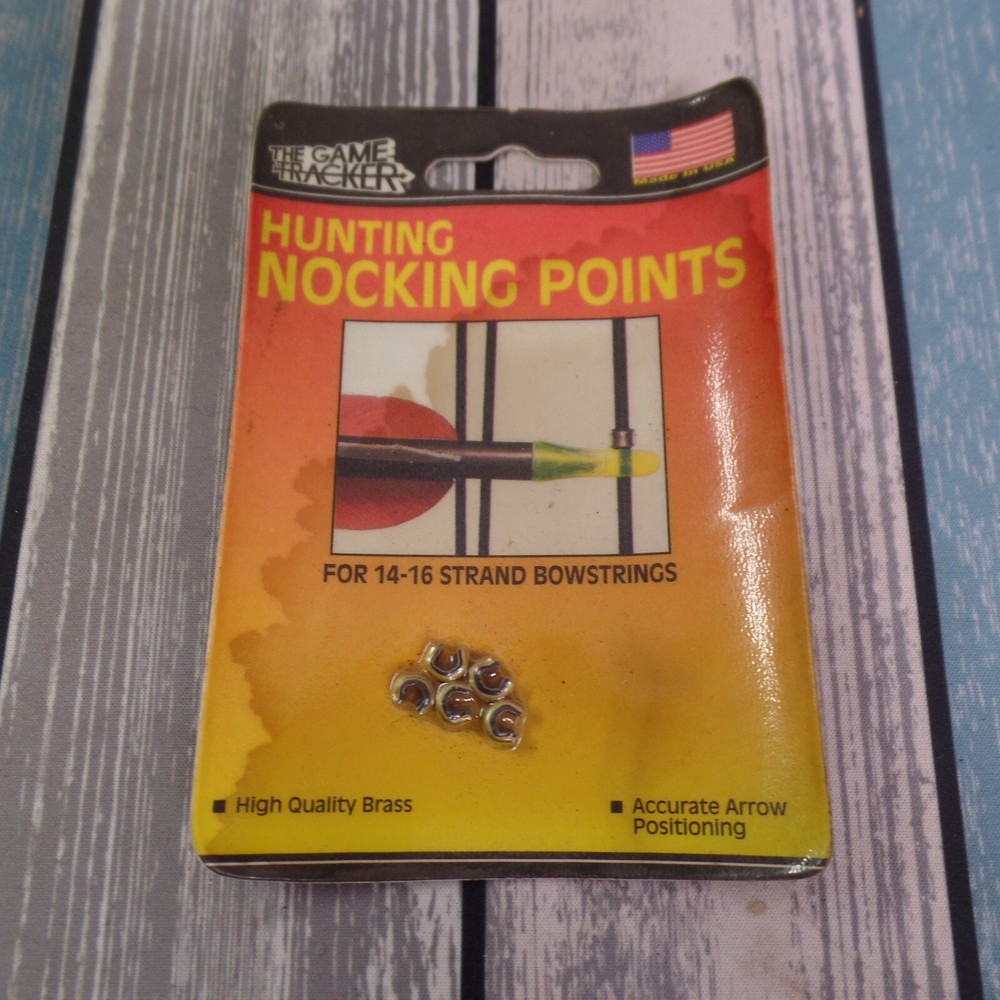 THE GAME
TRACKER
Made in USA
HUNTING
NOCKING POINTS
FOR 14-16 STRAND BOWSTRINGS
■ High Quality Brass
■ Accurate Arrow
Positioning